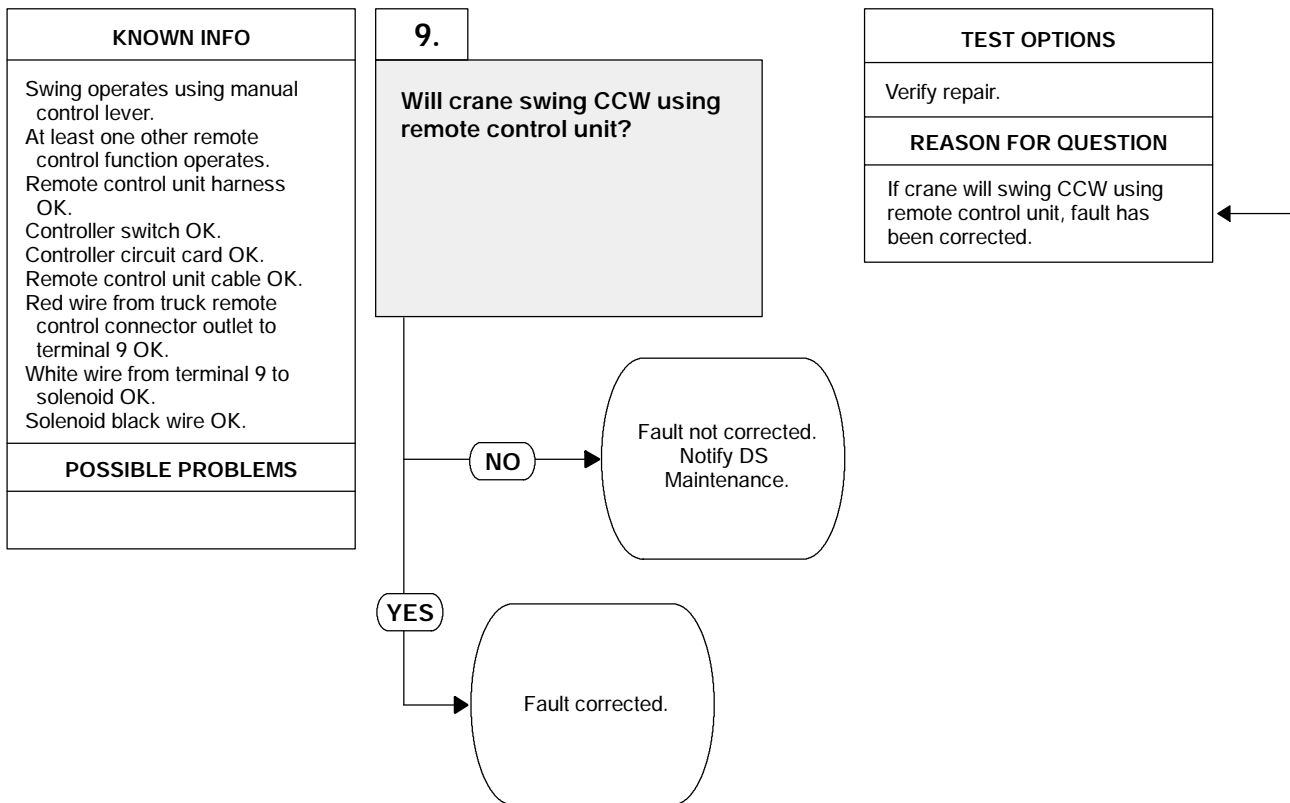 KNOWN INFO
Swing operates using manual
control lever.
At least one other remote
control function operates.
Remote control unit harness
OK.
Controller switch OK.
Controller circuit card OK.
Remote control unit cable OK.
Red wire from truck remote
control connector outlet to
terminal 9 OK.
White wire from terminal 9 to
solenoid OK.
Solenoid black wire OK.
POSSIBLE PROBLEMS
9.
Will crane swing CCW using
remote control unit?
TEST OPTIONS
Verify repair.
REASON FOR QUESTION
If crane will swing CCW using
remote control unit, fault has
been corrected.
NO
Fault not corrected.
Notify DS
Maintenance.
YES
Fault corrected.